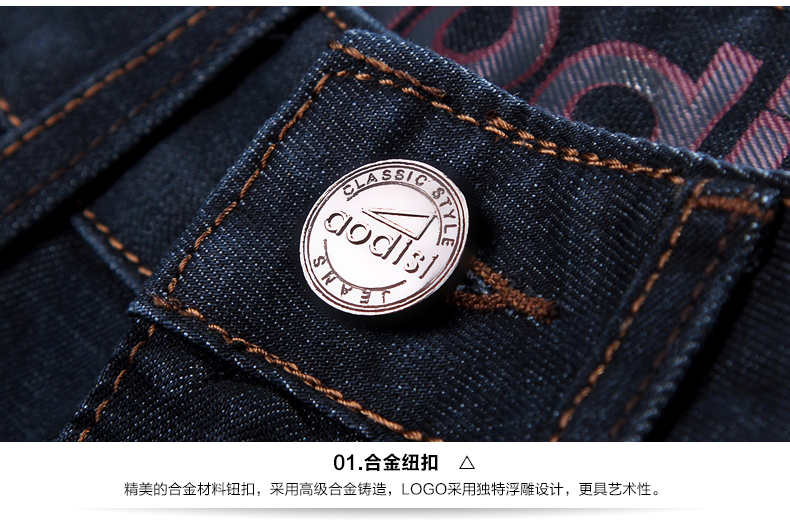 CLASSIC STYLE
aodisi
JEANS
odi
01.合金纽扣 △
精美的合金材料钮扣，采用高级合金铸造，LOGO采用独特浮雕设计，更具艺术性。